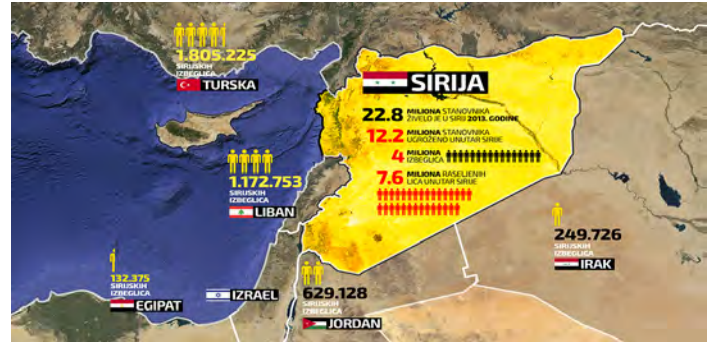 1.805.225
SIRIJSKIH
IZBEGLICA
TURSKA
SIRIJA
22.8 MILIONA STANOVNIKA
ŽIVELO JE U SIRIJI 2013. GODINE
12.2 MILIONA STANOVNIKA
UGROŽENO UNUTAR SIRIJE
4 MILIONA
IZBEGLICA
7.6 MILIONA RASELJENIH
LICA UNUTAR SIRIJE
1.172.753
SIRIJSKIH
IZBEGLICA
LIBAN
249.726
SIRIJSKIH
IZBEGLICA
IRAK
132.375
SIRIJSKIH
IZBEGLICA
EGIPAT
IZRAEL
629.128
SIRIJSKIH
IZBEGLICA
JORDAN